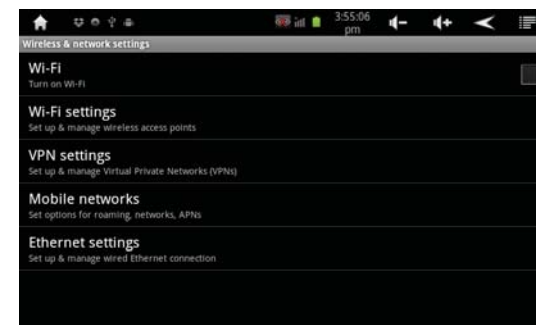 3:55:06
pm
Wireless & network settings
Wi-Fi
Turn on Wi-Fi
Wi-Fi settings
Set up & manage wireless access points
VPN settings
Set up & manage Virtual Private Networks (VPNs)
Mobile networks
Set options for roaming, networks, APNs
Ethernet settings
Set up & manage wired Ethernet connection